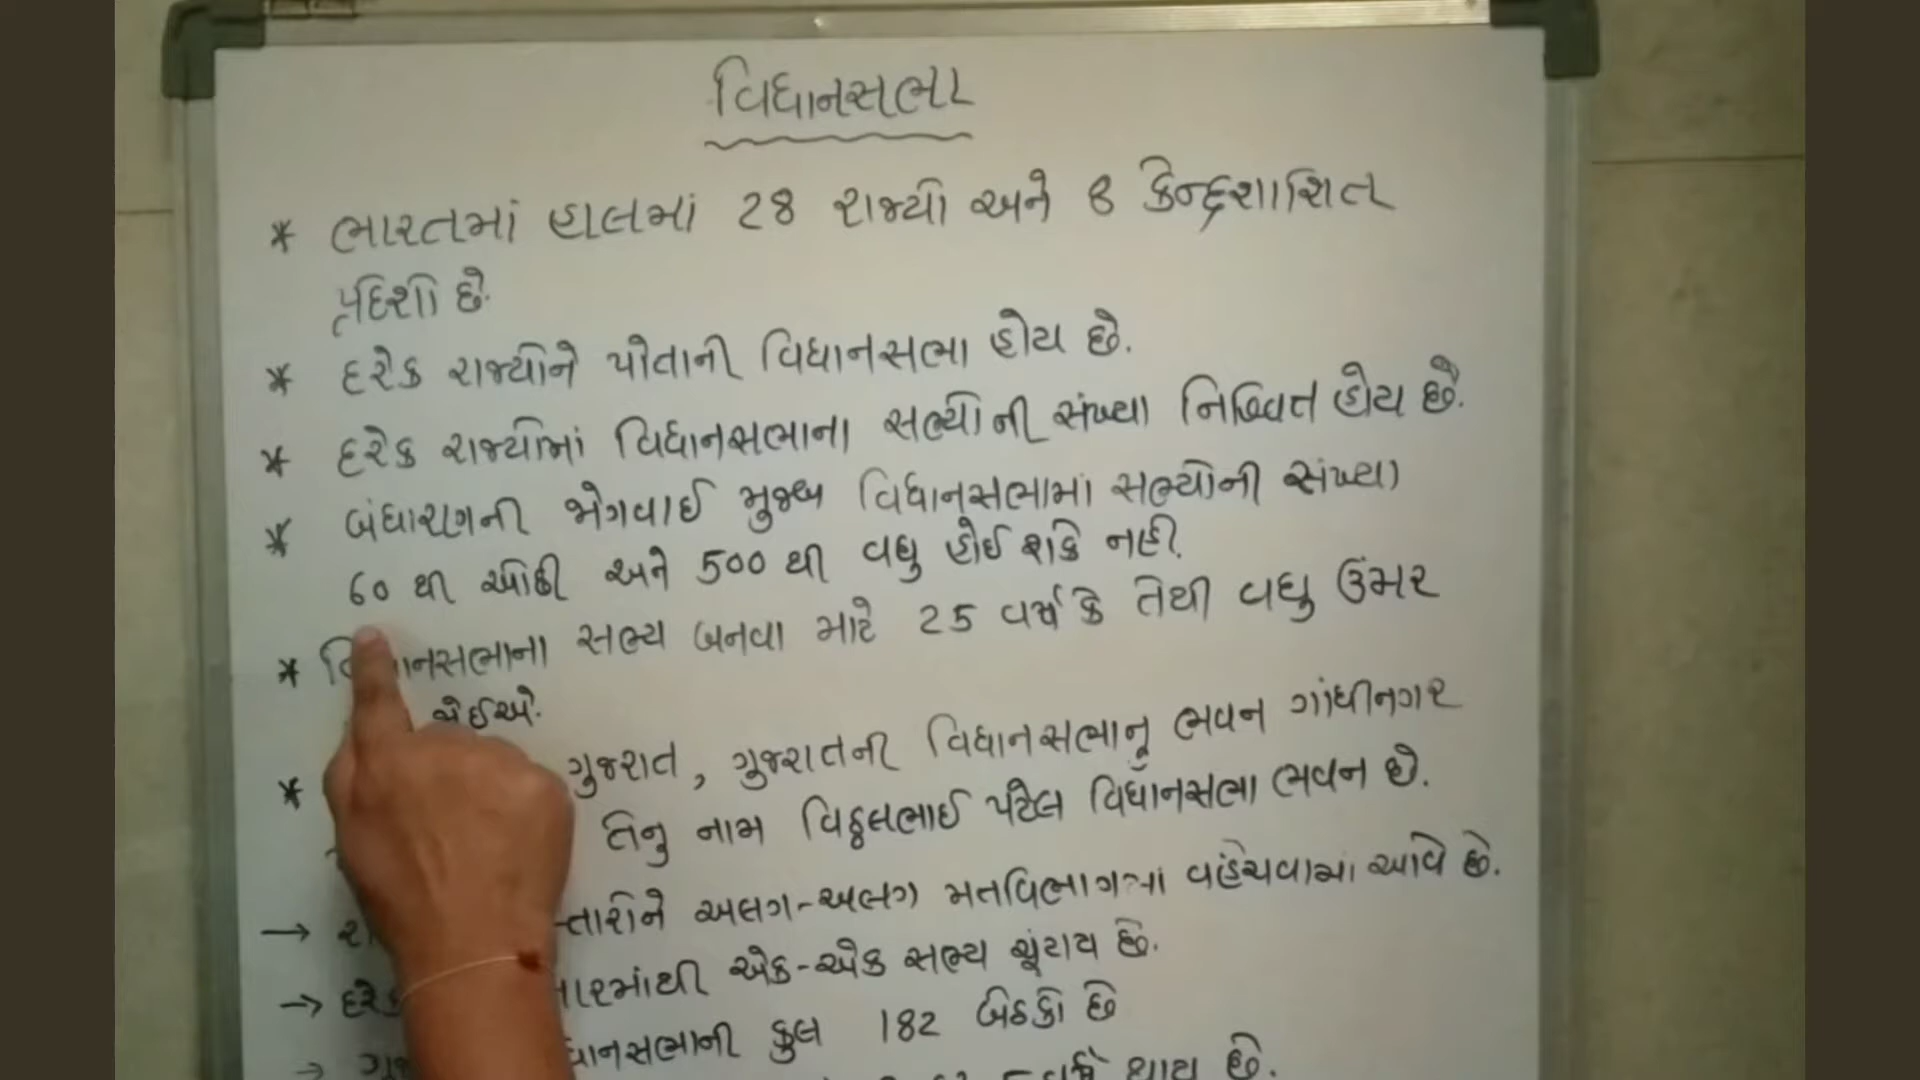 વિધાનસભા
* ભારતમાં હાલમાં 28 રાજ્યો અને 8 કેન્દ્રશાશિત
પ્રદેશો છે.
* દરેક રાજ્યોને પોતાની વિધાનસભા હોય છે.
* દરેક રાજ્યોમાં વિધાનસભાના સભ્યોની સંખ્યા નિશ્ચિત હોય છે.
* બંધારણની જોગવાઈ મુજબ વિધાનસભામાં સભ્યોની સંખ્યા
60 થી ઓછી અને 500 થી વધુ હોઈ શકે નહી.
* વિધાનસભાના સભ્ય બનવા માટે 25 વર્ષ કે તેથી વધુ ઉંમર
જોઈએ.
* ગુજરાત, ગુજરાતની વિધાનસભાનૂ ભવન ગાંધીનગર
તેનુ નામ વિઠ્ઠલભાઈ પટેલ વિધાનસભા ભવન છે.
→ અલગ-અલગ મતવિભાગમાં વહેંચવામાં આવે છે.
→ દરેક એક-એક સભ્ય ચૂંટાય છે.
→ કુલ 182 બેઠકો છે
થાય છે.